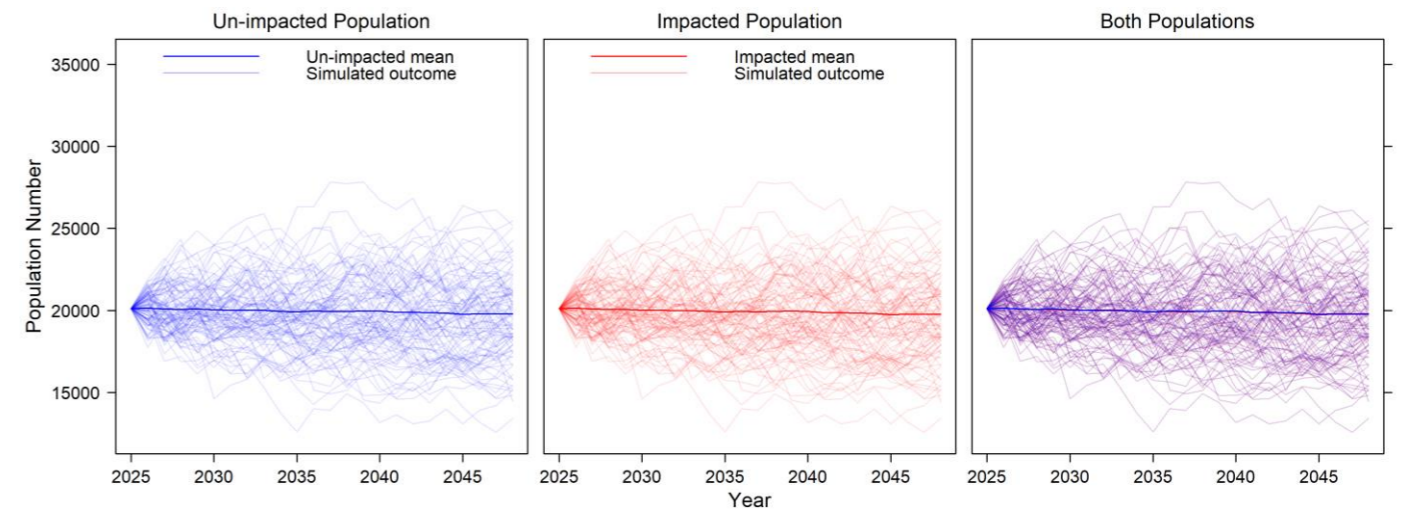 Un-impacted Population
Impacted Population
Both Populations
Un-impacted mean
Simulated outcome
Impacted mean
Simulated outcome
Population Number
35000
30000
25000
20000
15000
2025 2030 2035 2040 2045
2025 2030 2035 2040 2045
2025 2030 2035 2040 2045
Year